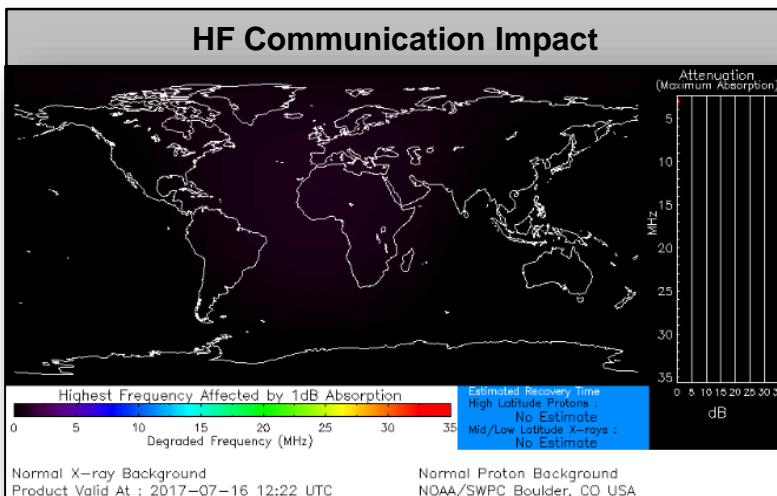 HF Communication Impact
Attenuation
(Maximum Absorption)
5
10
15
20
25
30
35
MHz
0 5 10 15 20 25 30 3
dB
Highest Frequency Affected by 1dB Absorption
0 5 10 15 20 25 30 35
Degraded Frequency (MHz)
Estimated Recovery Time
High Latitude Protons :
No Estimate
Mid/Low Latitude X-rays :
No Estimate
Normal X-ray Background
Product Valid At : 2017-07-16 12:22 UTC
Normal Proton Background
NOAA/SWPC Boulder, CO USA